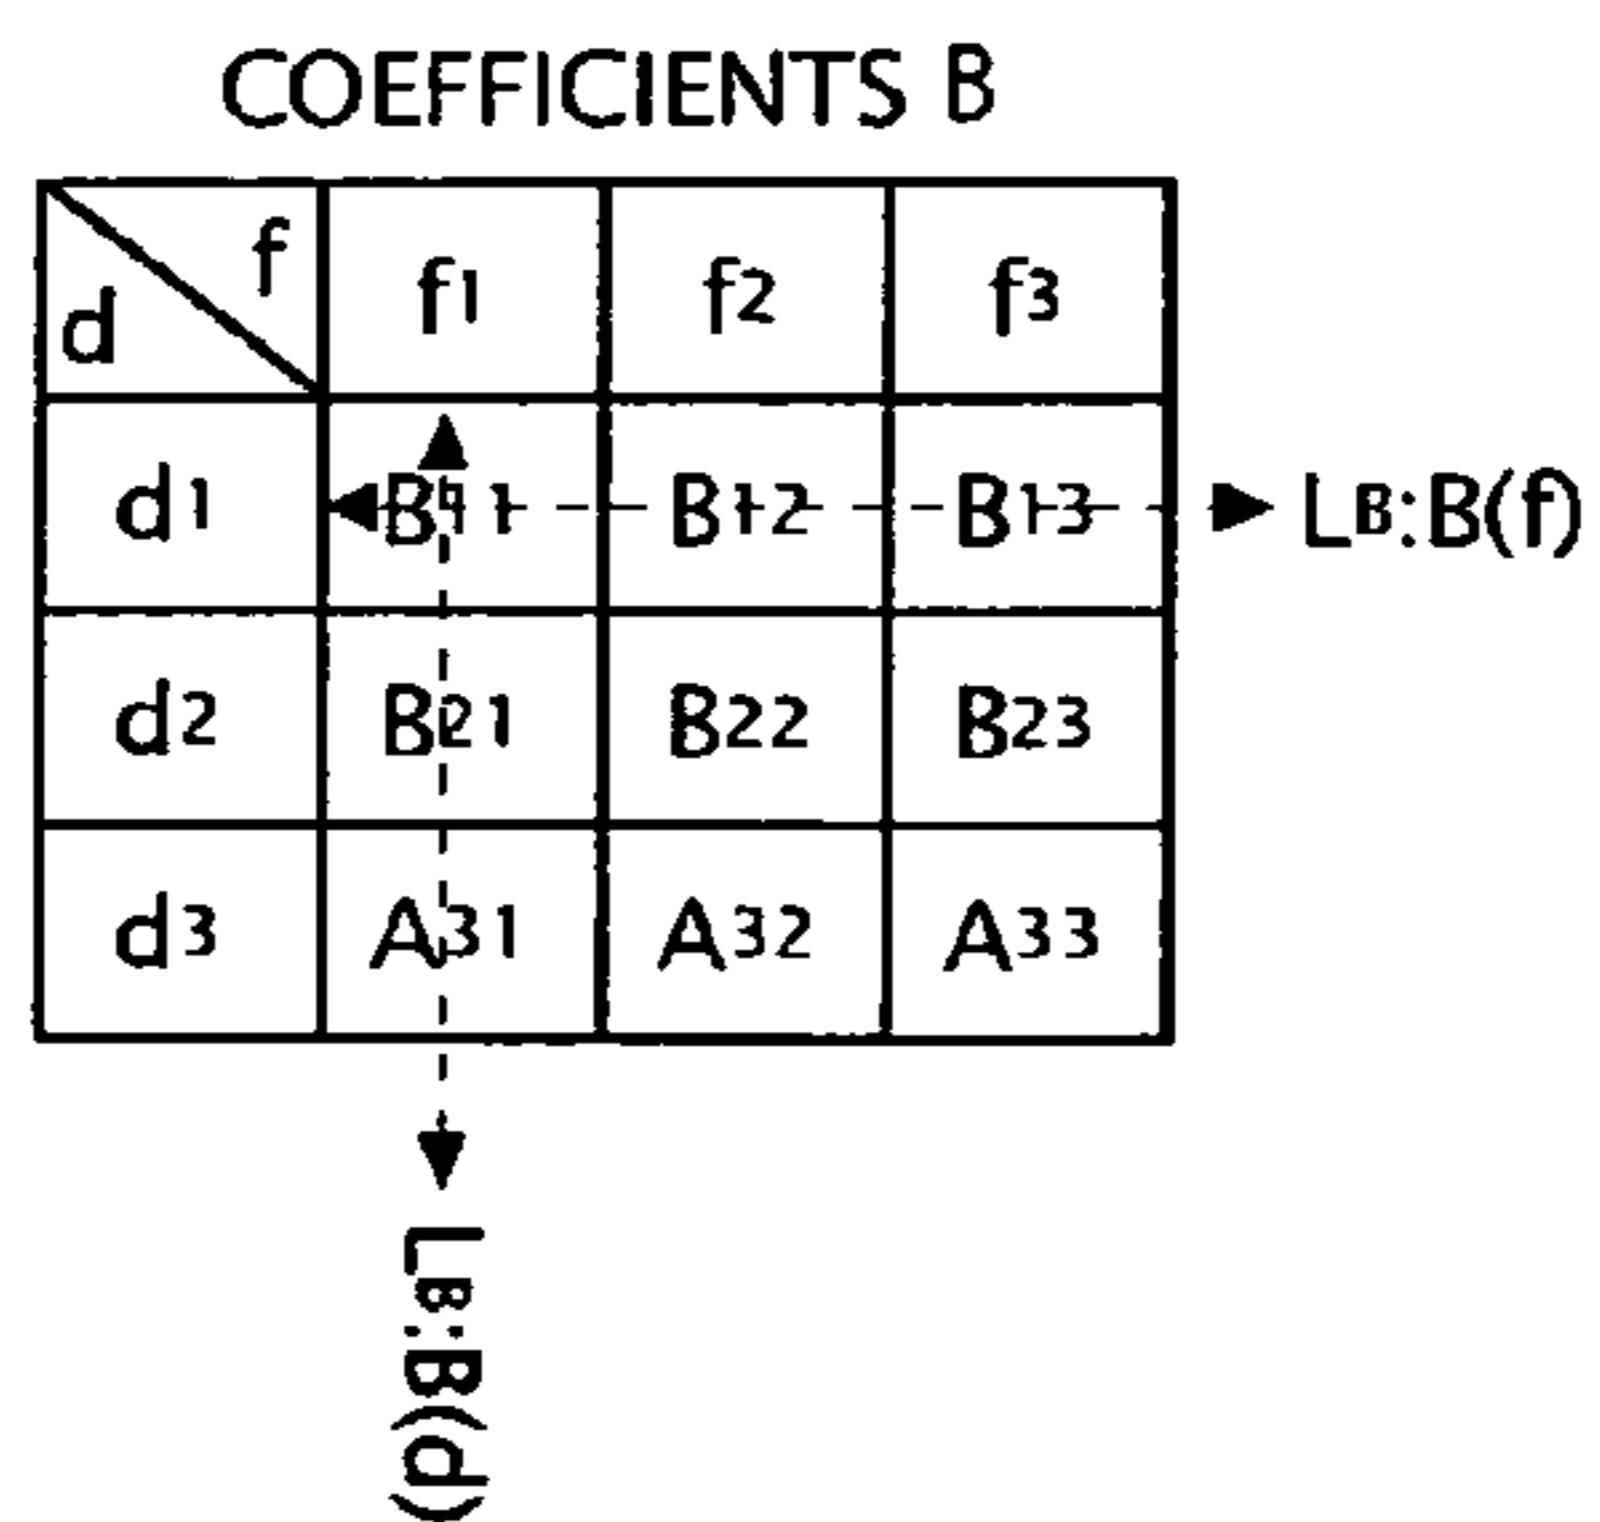 COEFFICIENTS B
f
d
f1 f2 f3
d1 B11 B12 B13 LB:B(f)
d2 B21 B22 B23
d3 A31 A32 A33
LB:B(d)